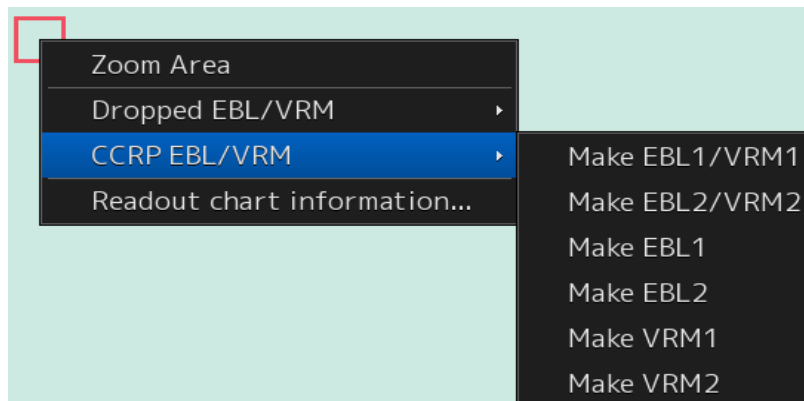 Zoom Area
Dropped EBL/VRM
CCRP EBL/VRM
Readout chart information...
Make EBL1/VRM1
Make EBL2/VRM2
Make EBL1
Make EBL2
Make VRM1
Make VRM2